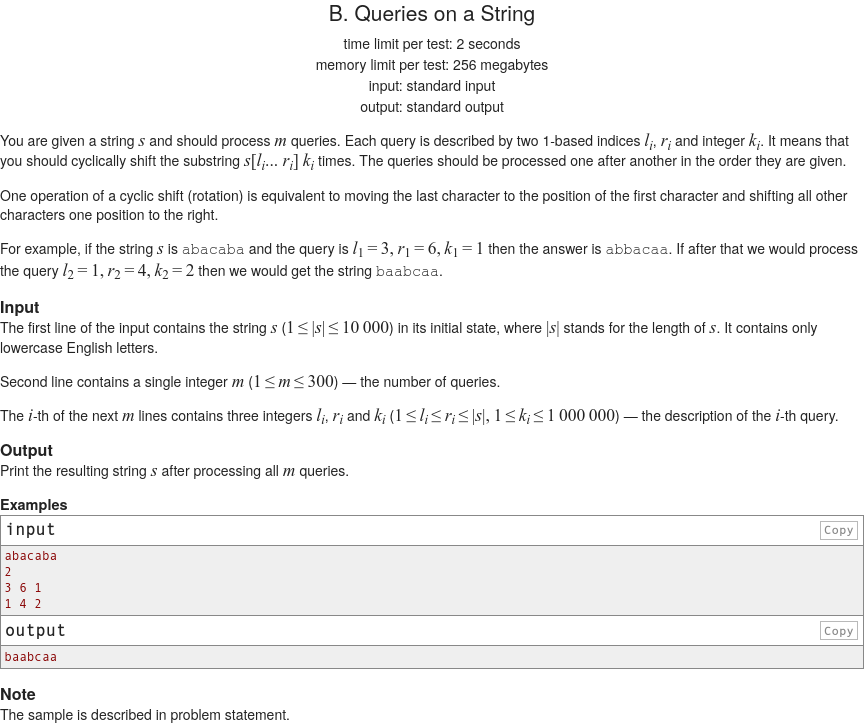 B. Queries on a String
time limit per test: 2 seconds
memory limit per test: 256 megabytes
input: standard input
output: standard output
You are given a string s and should process m queries. Each query is described by two 1-based indices l_i, r_i and integer k_i. It means that
you should cyclically shift the substring s[l_i... r_i] k_i times. The queries should be processed one after another in the order they are given.
One operation of a cyclic shift (rotation) is equivalent to moving the last character to the position of the first character and shifting all other
characters one position to the right.
For example, if the string s is abacaba and the query is l_1 = 3, r_1 = 6, k_1 = 1 then the answer is abbacaa. If after that we would process
the query l_2 = 1, r_2 = 4, k_2 = 2 then we would get the string baabcaa.
Input
The first line of the input contains the string s (1 ≤ |s| ≤ 10 000) in its initial state, where |s| stands for the length of s. It contains only
lowercase English letters.
Second line contains a single integer m (1 ≤ m ≤ 300) — the number of queries.
The i-th of the next m lines contains three integers l_i, r_i and k_i (1 ≤ l_i ≤ r_i ≤ |s|, 1 ≤ k_i ≤ 1 000 000) — the description of the i-th query.
Output
Print the resulting string s after processing all m queries.
Examples
input
Copy
abacaba
2
3 6 1
1 4 2
output
Copy
baabcaa
Note
The sample is described in problem statement.